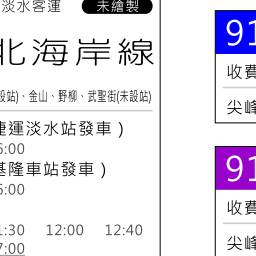 淡水客運 未繪製
北海岸線
設站)、金山、野柳、武聖街(未設站)
捷運淡水站發車)
5:00
基隆車站發車)
5:00
1:30 12:00 12:40
7:00
91
收費
尖峰
91
收費
尖峰